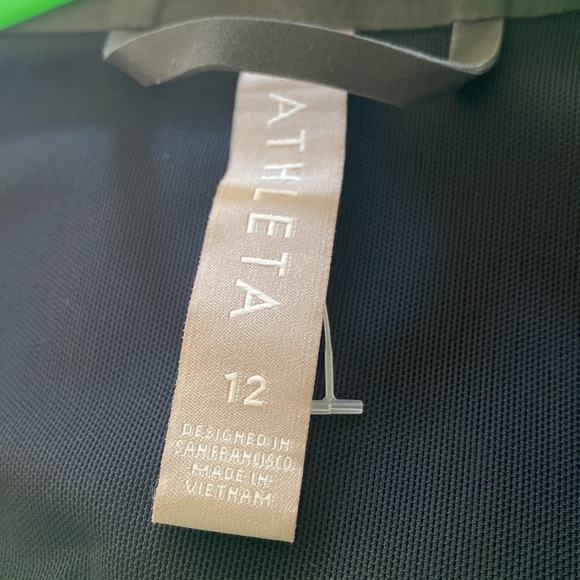 ATHLETA
12
DESIGNED IN
SAN FRANCISCO
MADE IN
VIETNAM